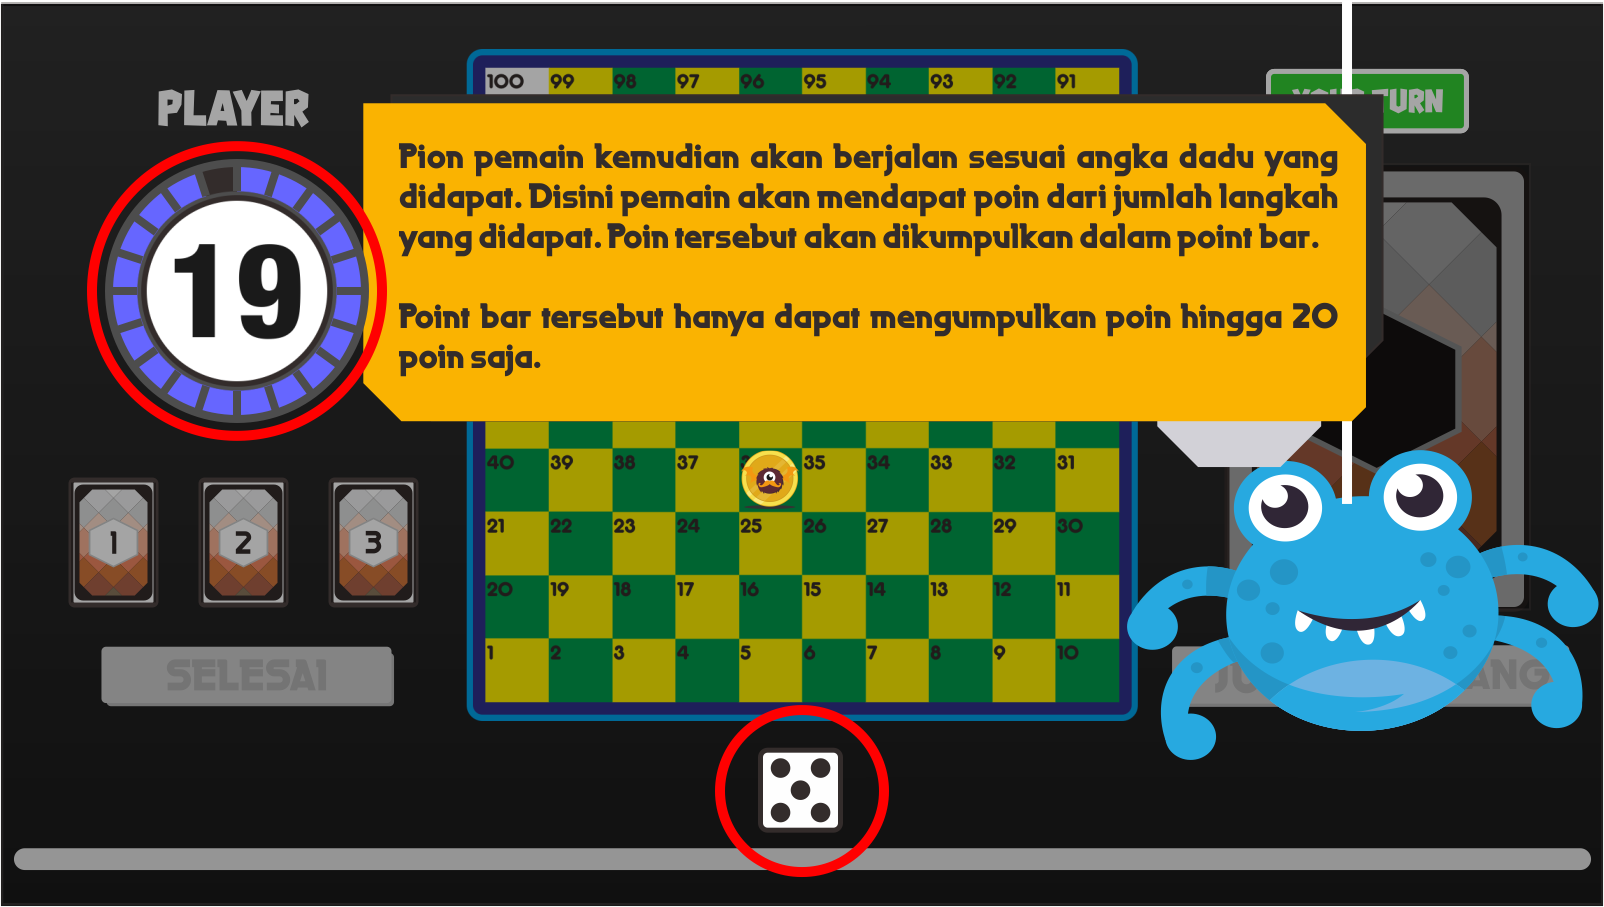 100 99 98 97 96 95 94 93 92 91
PLAYER
TURN
Pion pemain kemudian akan berjalan sesuai angka dadu yang
didapat. Disini pemain akan mendapat poin dari jumlah langkah
yang didapat. Poin tersebut akan dikumpulkan dalam point bar.
Point bar tersebut hanya dapat mengumpulkan poin hingga 20
poin saja.
19
40 39 38 37 35 34 33 32 31
21 22 23 24 25 26 27 28 29 30
20 19 18 17 16 15 14 13 12 11
1 2 3 4 5 6 7 8 9 10
1 2 3
SELESAI